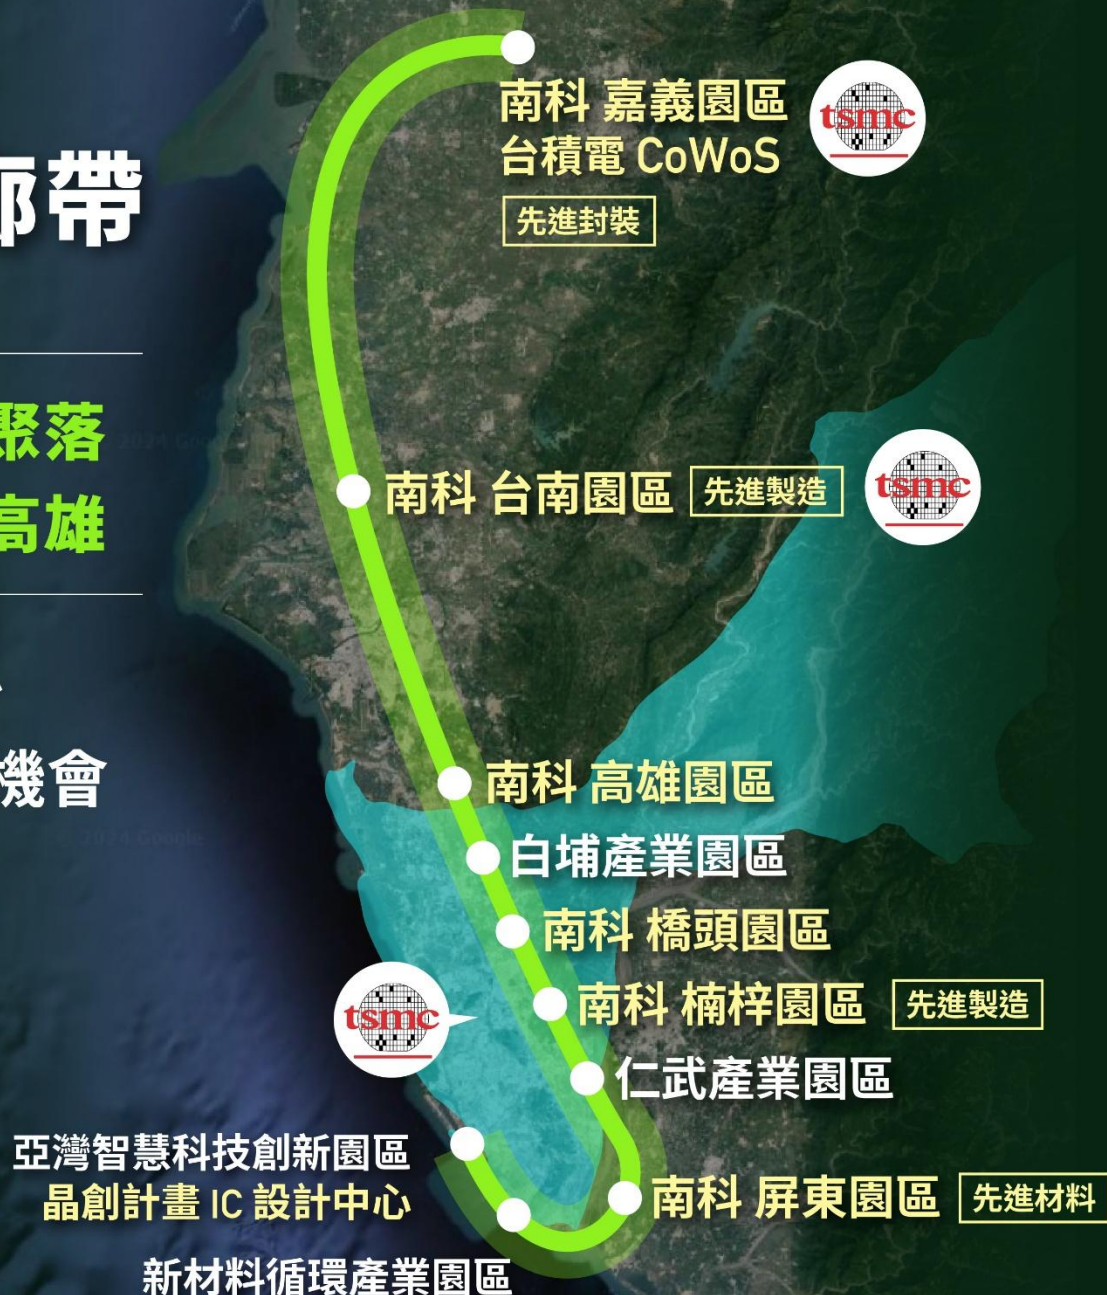 廊帶
聚落
高雄
機會
南科 嘉義園區
台積電 CoWoS
先進封裝
tsmc
南科 台南園區
先進製造
tsmc
南科 高雄園區
白埔產業園區
南科 橋頭園區
南科 楠梓園區
先進製造
tsmc
仁武產業園區
亞灣智慧科技創新園區
晶創計畫 IC 設計中心
南科 屏東園區
先進材料
新材料循環產業園區
2024 Google